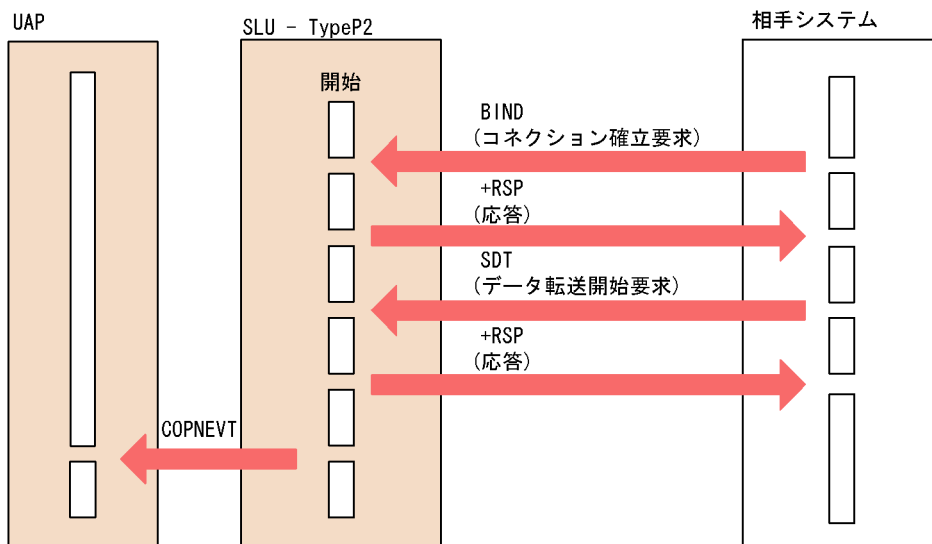 UAP
SLU - TypeP2
相手システム
開始
BIND
(コネクション確立要求)
+RSP
(応答)
SDT
(データ転送開始要求)
+RSP
(応答)
COPNEVT